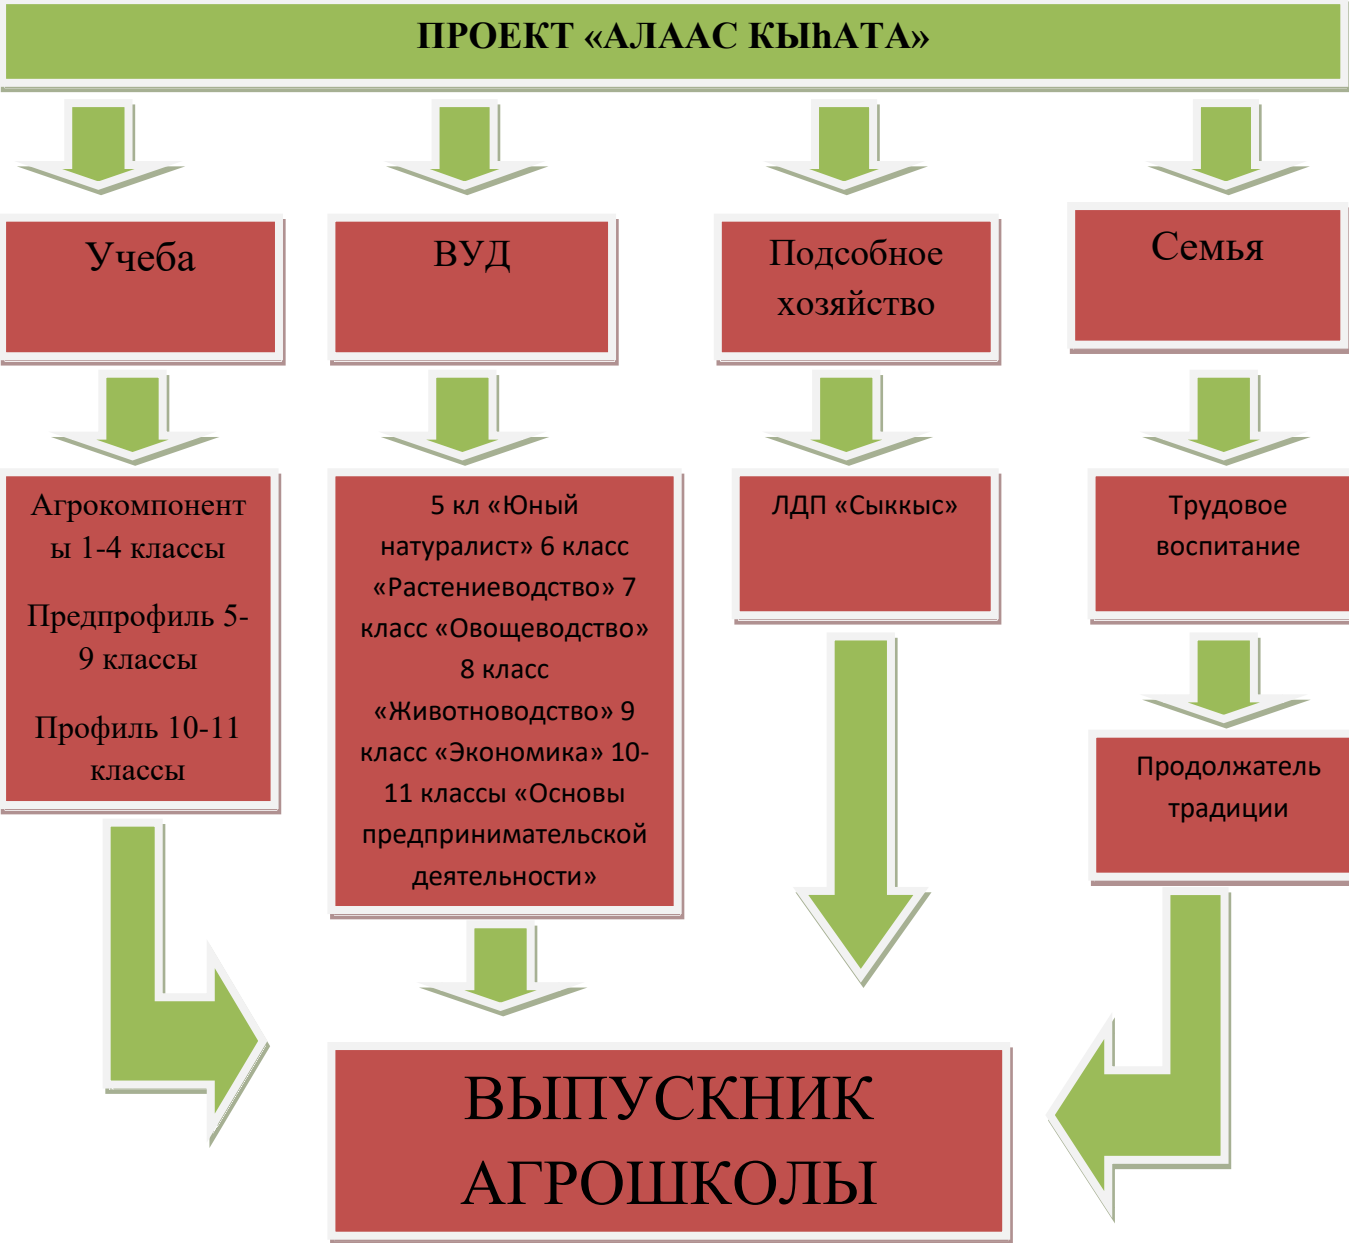 ПРОЕКТ «АЛААС КЫһАТА»
Учеба
ВУД
Подсобное
хозяйство
Семья
Агрокомпонент
ы 1-4 классы
Предпрофиль 5-
9 классы
Профиль 10-11
классы
5 кл «Юный
натуралист» 6 класс
«Растениеводство» 7
класс «Овощеводство»
8 класс
«Животноводство» 9
класс «Экономика» 10-
11 классы «Основы
предпринимательской
деятельности»
ЛДП «Сыккыс»
Трудовое
воспитание
Продолжатель
традиции
ВЫПУСКНИК
АГРОШКОЛЫ